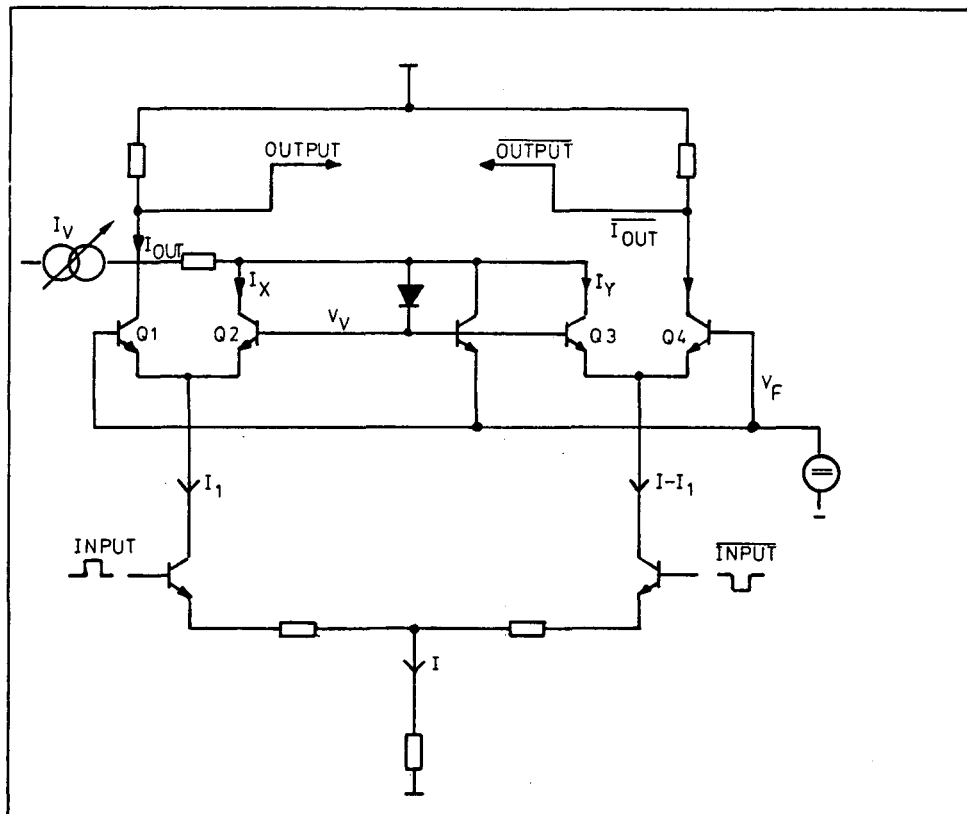 OUTPUT
OUTPUT
I_V
I_OUT
I_OUT
I_X
I_Y
Q1
Q2
V_V
Q3
Q4
V_F
I_1
I-I_1
INPUT
INPUT
I